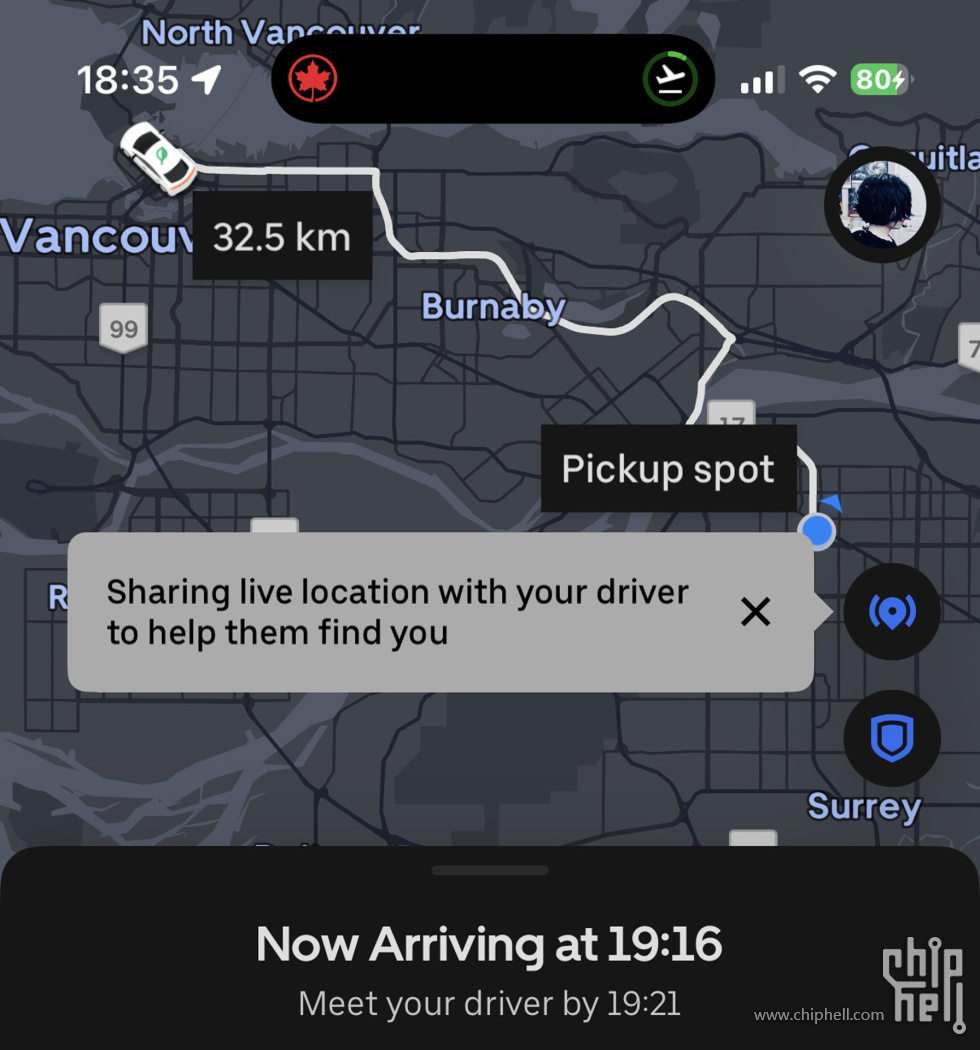 North Vancouver
18:35
80
Coquitla
Vancouv
32.5 km
Burnaby
99
7
17
Pickup spot
R
Sharing live location with your driver
to help them find you
Surrey
Now Arriving at 19:16
Meet your driver by 19:21
chip
hell
www.chiphell.com